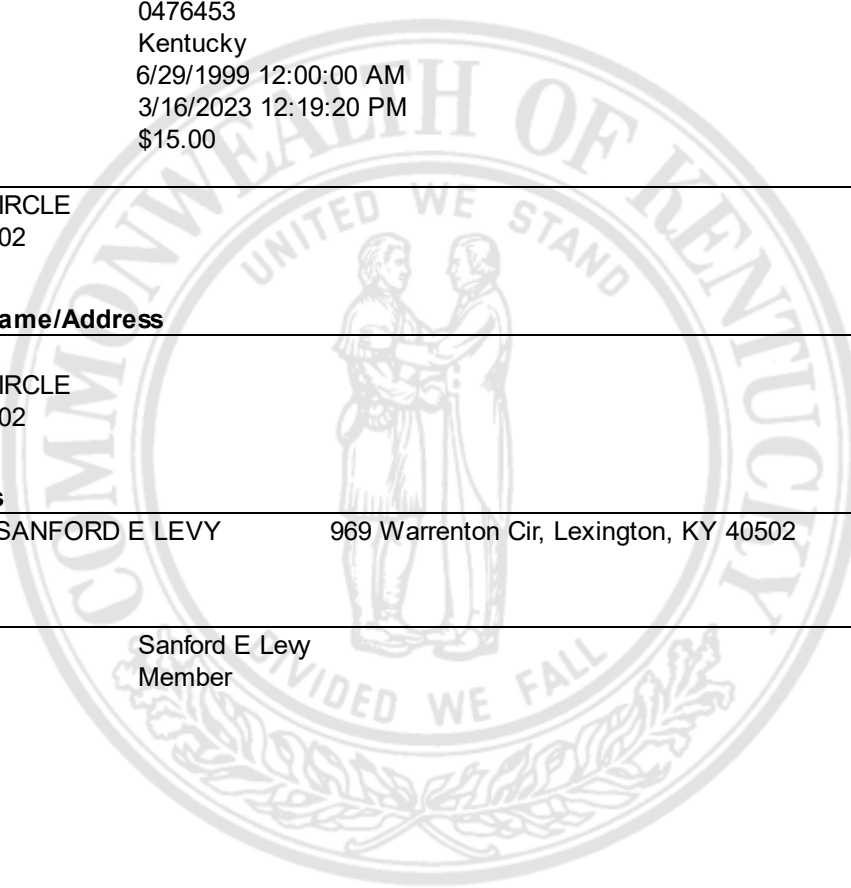 0476453
Kentucky
6/29/1999 12:00:00 AM
3/16/2023 12:19:20 PM
$15.00
IRCLE
02
ame/Address
IRCLE
02
s
SANFORD E LEVY 969 Warrenton Cir, Lexington, KY 40502
Sanford E Levy
Member
COMMONWEALTH OF KENTUCKY
UNITED WE STAND
DIVIDED WE FALL